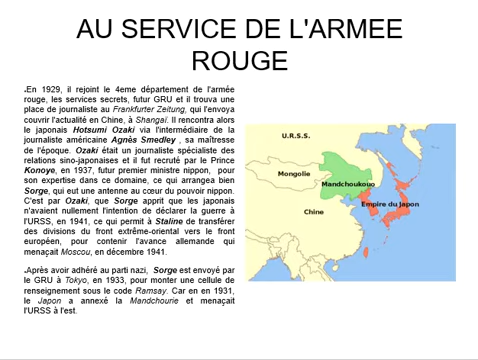 AU SERVICE DE L'ARMEE
ROUGE
En 1929, il rejoint le 4eme département de l'armée
rouge, les services secrets, futur GRU et il trouva une
place de journaliste au Frankfurter Zeitung, qui l'envoya
couvrir l'actualité en Chine, à Shangaï. Il rencontra alors
le japonais Hotsumi Ozaki via l'intermédiaire de la
journaliste américaine Agnès Smedley , sa maîtresse
de l'époque. Ozaki était un journaliste spécialiste des
relations sino-japonaises et il fut recruté par le Prince
Konoye, en 1937, futur premier ministre nippon, pour
son expertise dans ce domaine, ce qui arrangea bien
Sorge, qui eut une antenne au cœur du pouvoir nippon.
C'est par Ozaki, que Sorge apprit que les japonais
n'avaient nullement l'intention de déclarer la guerre à
l'URSS, en 1941, ce qui permit à Staline de transférer
des divisions du front extrême-oriental vers le front
européen, pour contenir l'avance allemande qui
menaçait Moscou, en décembre 1941.
Après avoir adhéré au parti nazi, Sorge est envoyé par
le GRU à Tokyo, en 1933, pour monter une cellule de
renseignement sous le code Ramsay. Car en en 1931,
le Japon a annexé la Mandchourie et menaçait
l'URSS à l'est.
U.R.S.S.
Mongolie
Mandchoukouo
Empire du Japon
Chine